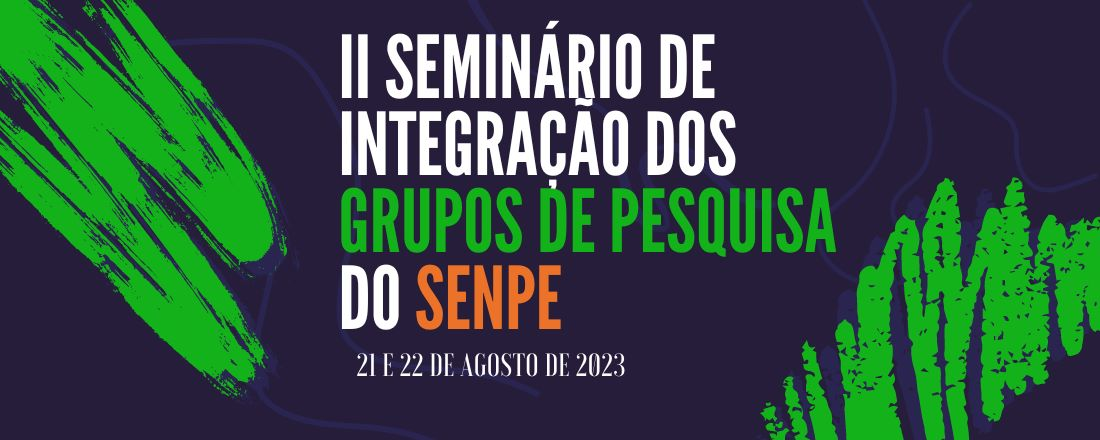 II SEMINÁRIO DE
INTEGRAÇÃO DOS
GRUPOS DE PESQUISA
DO SENPE
21 E 22 DE AGOSTO DE 2023